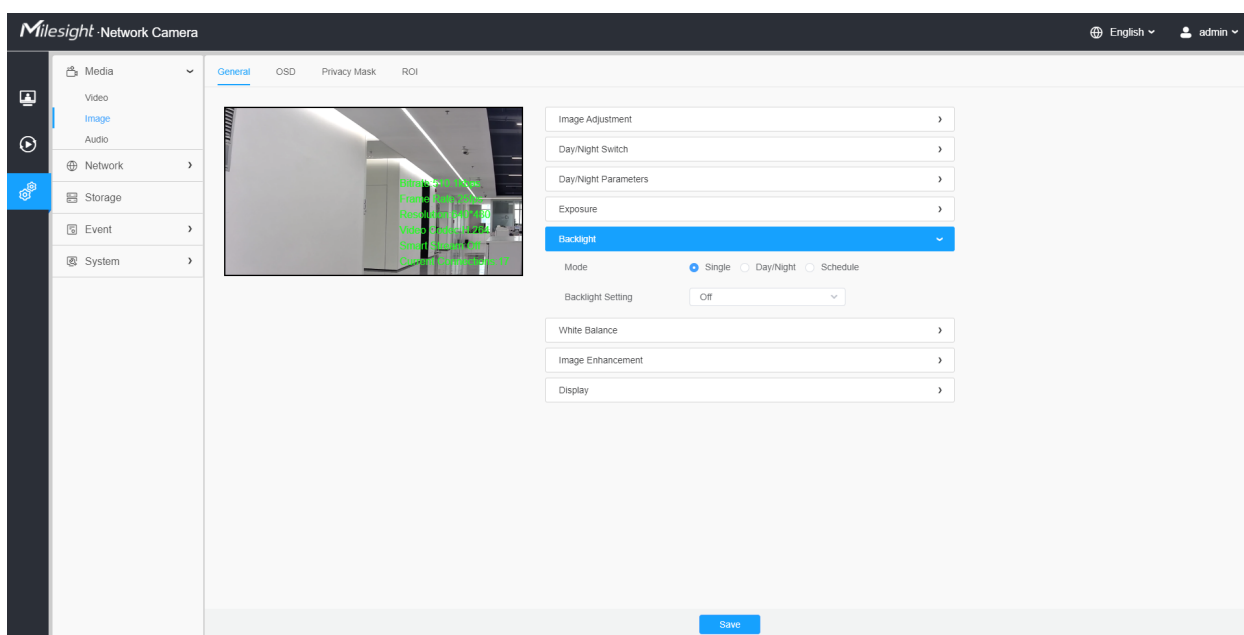 Milesight ·Network Camera
English
admin
Media
Video
Image
Audio
Network
Storage
Event
System
General OSD Privacy Mask ROI
Image Adjustment
Day/Night Switch
Day/Night Parameters
Exposure
Backlight
Mode Single Day/Night Schedule
Backlight Setting Off
White Balance
Image Enhancement
Display
Frame Rate:
Save